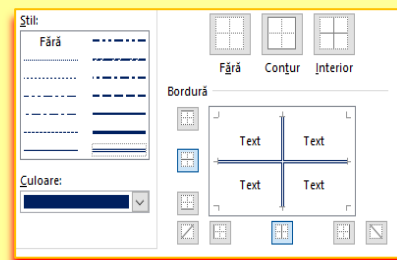 Stil:
Fără
Culoare:
Fără Contur Interior
Bordură
Text Text
Text Text